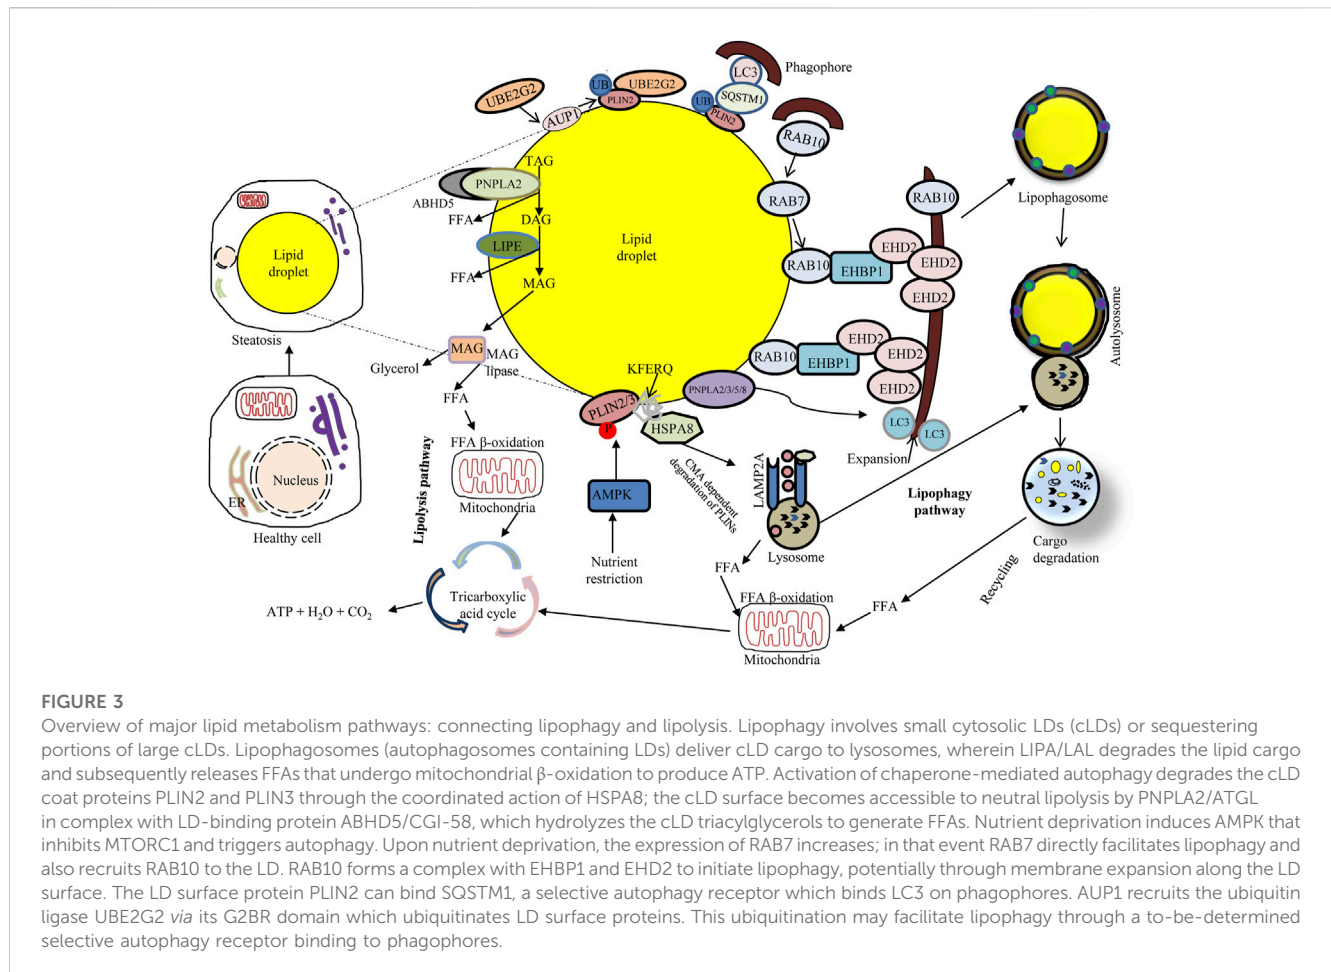 LC3
Phagophore
UBE2G2
UB
UBE2G2
PLIN2
SQSTM1
UB
PLIN2
AUP1
RAB10
TAG
PNPLA2
ABHD5
FFA
DAG
RAB7
RAB10
Lipophagosome
LIPE
Lipid
droplet
EHD2
EHD2
RAB10
EHBP1
EHD2
FFA
MAG
Lipid
droplet
Steatosis
MAG
MAG
lipase
Glycerol
FFA
KFERQ
PLIN2/3
P
HSPA8
PNPLA2/3/5/8
RAB10
EHBP1
EHD2
EHD2
EHD2
LC3
LC3
Expansion
Autolysosome
FFA β-oxidation
Mitochondria
Lipolysis pathway
Nucleus
ER
Healthy cell
AMPK
Nutrient
restriction
CMA dependent
degradation of PLINs
LAMP2A
Lysosome
Lipophagy
pathway
Cargo
degradation
Recycling
FFA
FFA
FFA β-oxidation
Mitochondria
Tricarboxylic
acid cycle
ATP + H₂O + CO₂
FIGURE 3
Overview of major lipid metabolism pathways: connecting lipophagy and lipolysis. Lipophagy involves small cytosolic LDs (cLDs) or sequestering
portions of large cLDs. Lipophagosomes (autophagosomes containing LDs) deliver cLD cargo to lysosomes, wherein LIPA/LAL degrades the lipid cargo
and subsequently releases FFAs that undergo mitochondrial β-oxidation to produce ATP. Activation of chaperone-mediated autophagy degrades the cLD
coat proteins PLIN2 and PLIN3 through the coordinated action of HSPA8; the cLD surface becomes accessible to neutral lipolysis by PNPLA2/ATGL
in complex with LD-binding protein ABHD5/CGI-58, which hydrolyzes the cLD triacylglycerols to generate FFAs. Nutrient deprivation induces AMPK that
inhibits MTORC1 and triggers autophagy. Upon nutrient deprivation, the expression of RAB7 increases; in that event RAB7 directly facilitates lipophagy and
also recruits RAB10 to the LD. RAB10 forms a complex with EHBP1 and EHD2 to initiate lipophagy, potentially through membrane expansion along the LD
surface. The LD surface protein PLIN2 can bind SQSTM1, a selective autophagy receptor which binds LC3 on phagophores. AUP1 recruits the ubiquitin
ligase UBE2G2 via its G2BR domain which ubiquitinates LD surface proteins. This ubiquitination may facilitate lipophagy through a to-be-determined
selective autophagy receptor binding to phagophores.